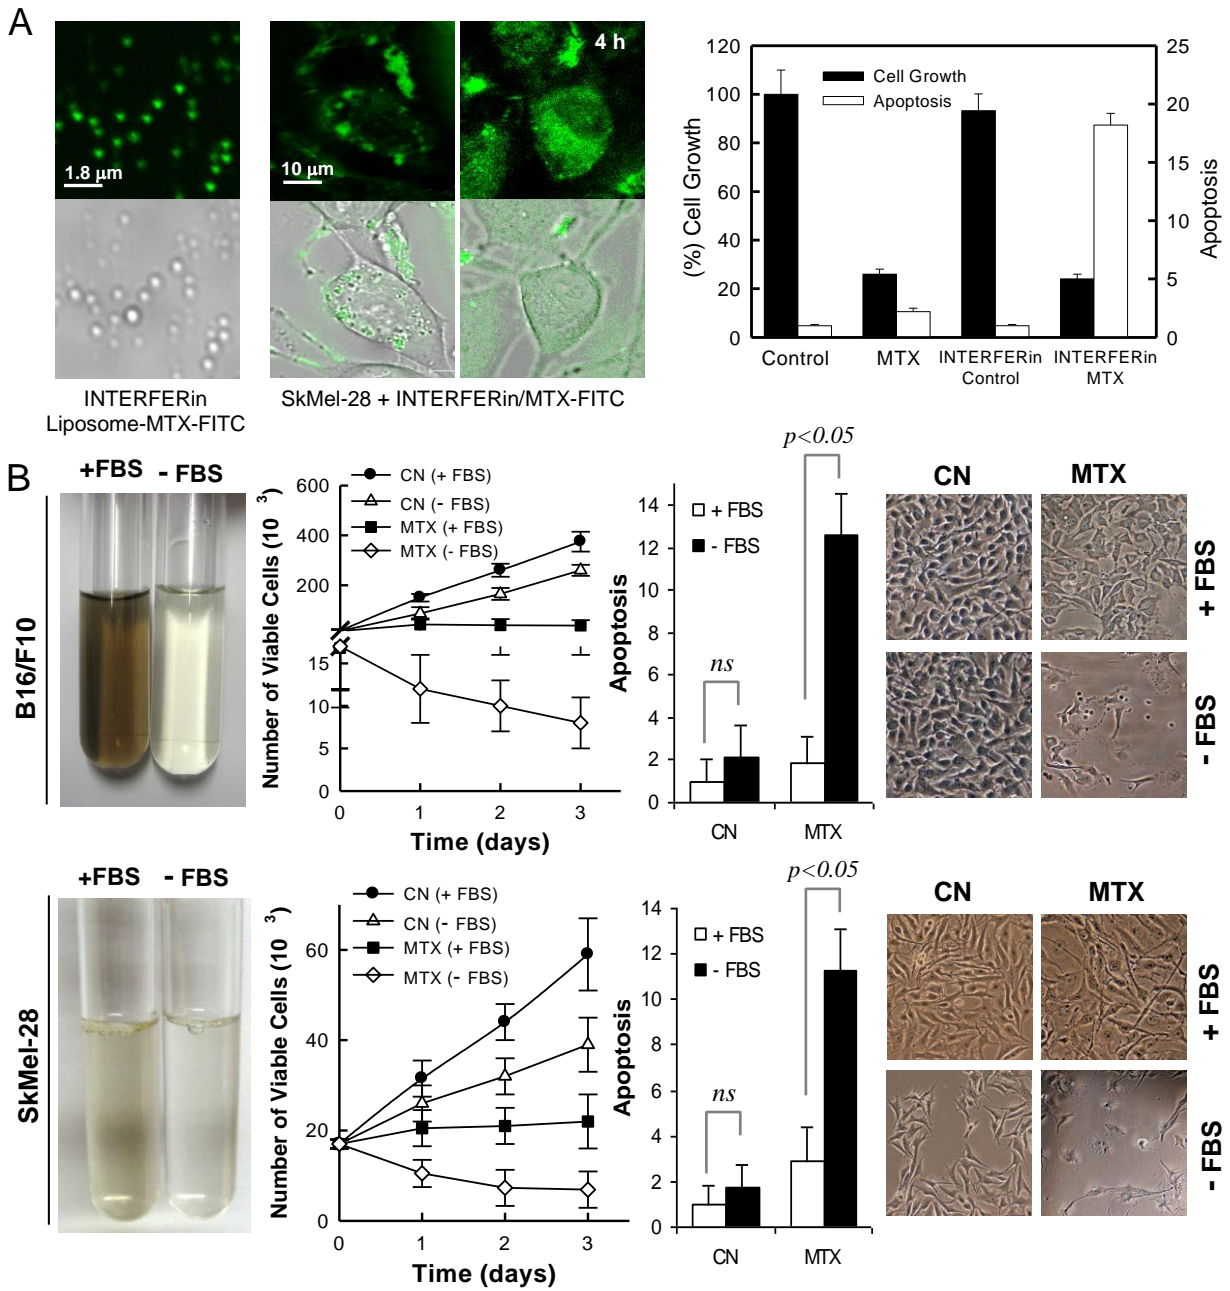 A
4 h
1.8 µm
10 µm
INTERFERin
Liposome-MTX-FITC
SkMel-28 + INTERFERin/MTX-FITC
120
100
80
60
40
20
0
(%) Cell Growth
Cell Growth
Apoptosis
25
20
15
10
5
0
Apoptosis
Control
MTX
INTERFERin
Control
INTERFERin
MTX
B
+FBS
- FBS
B16/F10
CN (+ FBS)
CN (- FBS)
MTX (+ FBS)
MTX (- FBS)
Number of Viable Cells (10 3)
600
400
200
15
10
5
0
0
1
2
3
Time (days)
p<0.05
+ FBS
- FBS
ns
Apoptosis
14
12
10
8
6
4
2
0
CN
MTX
CN
MTX
+ FBS
- FBS
+FBS
- FBS
SkMel-28
CN (+ FBS)
CN (- FBS)
MTX (+ FBS)
MTX (- FBS)
Number of Viable Cells (10 3)
60
40
20
0
0
1
2
3
Time (days)
p<0.05
+ FBS
- FBS
ns
Apoptosis
14
12
10
8
6
4
2
0
CN
MTX
CN
MTX
+ FBS
- FBS